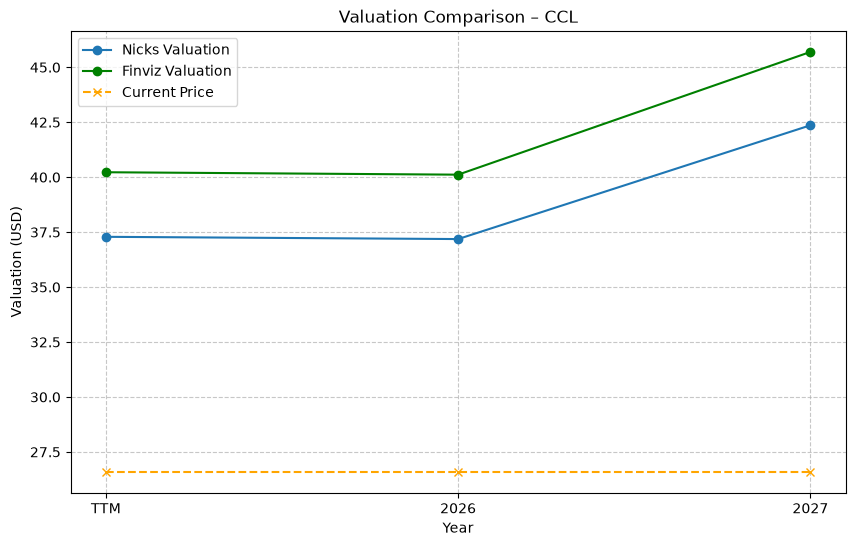 Valuation Comparison – CCL
Nicks Valuation
Finviz Valuation
Current Price
Valuation (USD)
45.0
42.5
40.0
37.5
35.0
32.5
30.0
27.5
TTM
2026
2027
Year